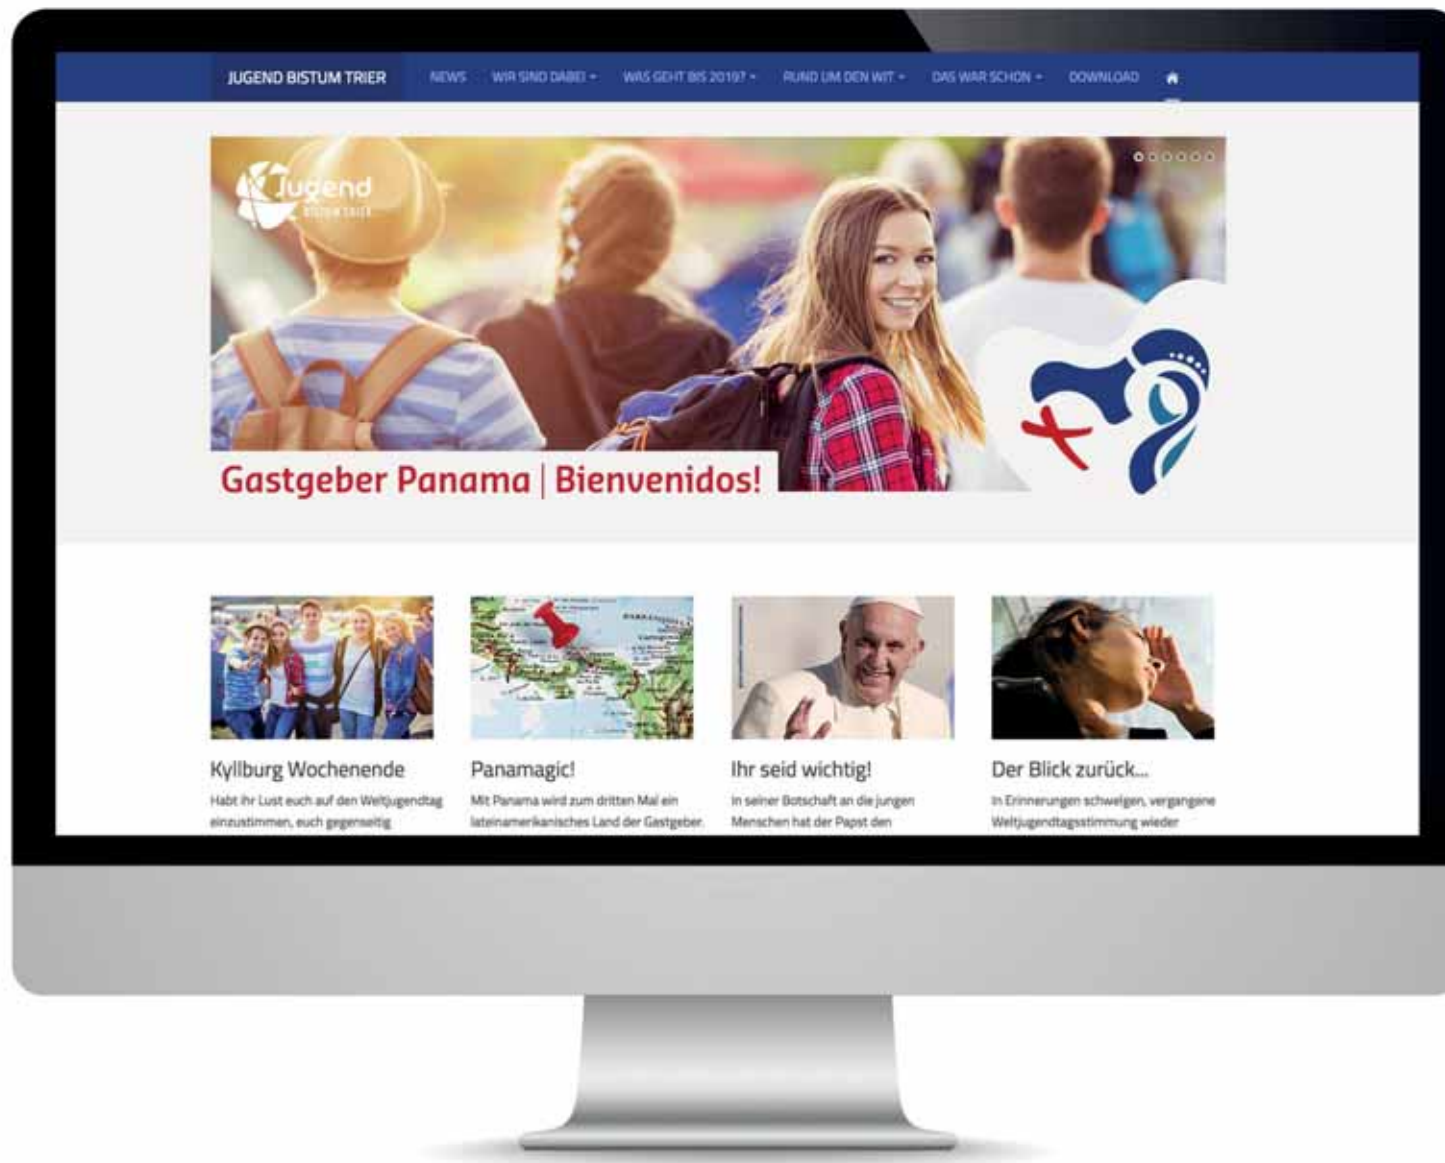 JUGEND BISTUM TRIER NEWS WIR SIND DABEI WAS GEHT BIS 2019? RUND UM DEN WJT DAS WAR SCHON DOWNLOAD
Jugend
BISTUM TRIER
Gastgeber Panama | Bienvenidos!
Kyllburg Wochenende
Habt ihr Lust euch auf den Weltjugendtag
einzustimmen, euch gegenseitig
Panamagic!
Mit Panama wird zum dritten Mal ein
lateinamerikanisches Land der Gastgeber.
Ihr seid wichtig!
In seiner Botschaft an die jungen
Menschen hat der Papst den
Der Blick zurück...
In Erinnerungen schwelgen, vergangene
Weltjugendtagsstimmung wieder